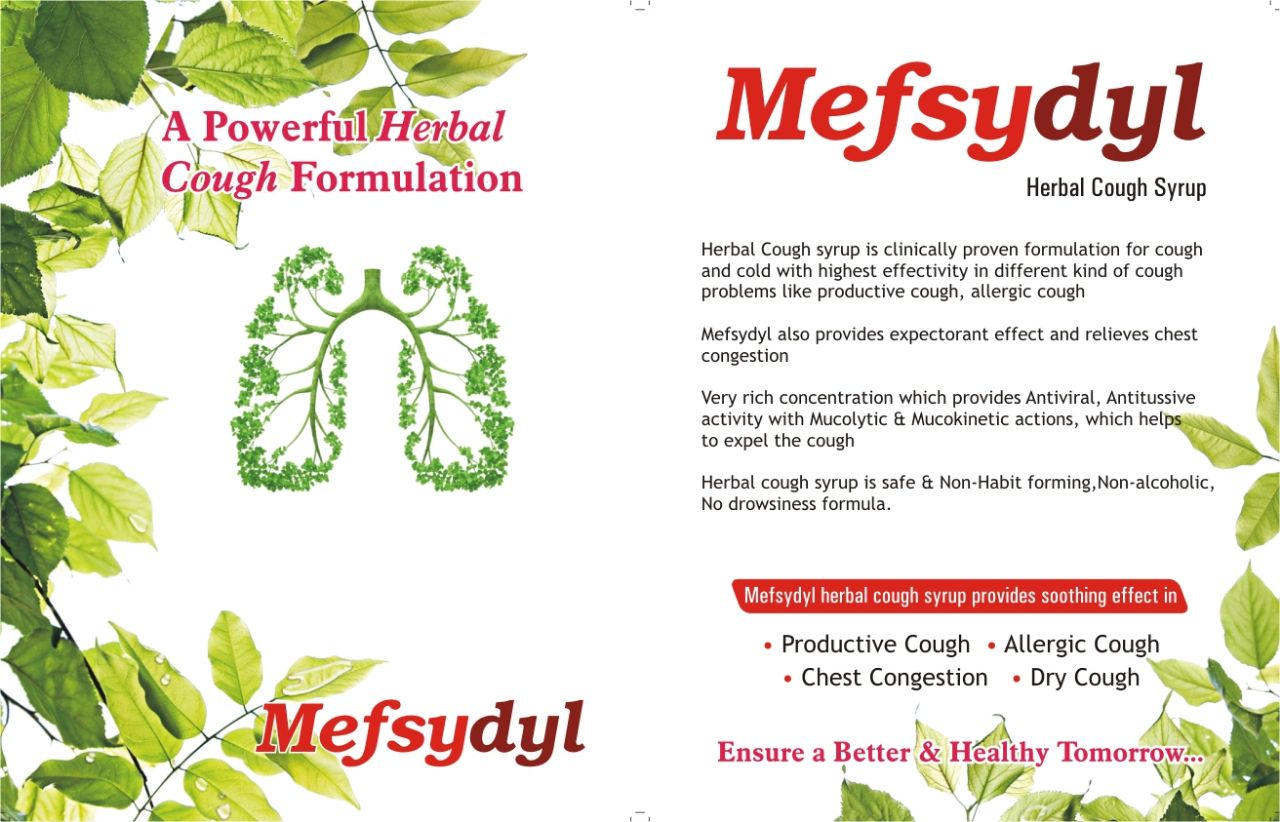 A Powerful Herbal
Cough Formulation
Mefsydyl
Mefsydyl
Herbal Cough Syrup
Herbal Cough syrup is clinically proven formulation for cough
and cold with highest effectivity in different kind of cough
problems like productive cough, allergic cough
Mefsydyl also provides expectorant effect and relieves chest
congestion
Very rich concentration which provides Antiviral, Antitussive
activity with Mucolytic & Mucokinetic actions, which helps
to expel the cough
Herbal cough syrup is safe & Non-Habit forming,Non-alcoholic,
No drowsiness formula.
Mefsydyl herbal cough syrup provides soothing effect in
• Productive Cough • Allergic Cough
• Chest Congestion • Dry Cough
Ensure a Better & Healthy Tomorrow...